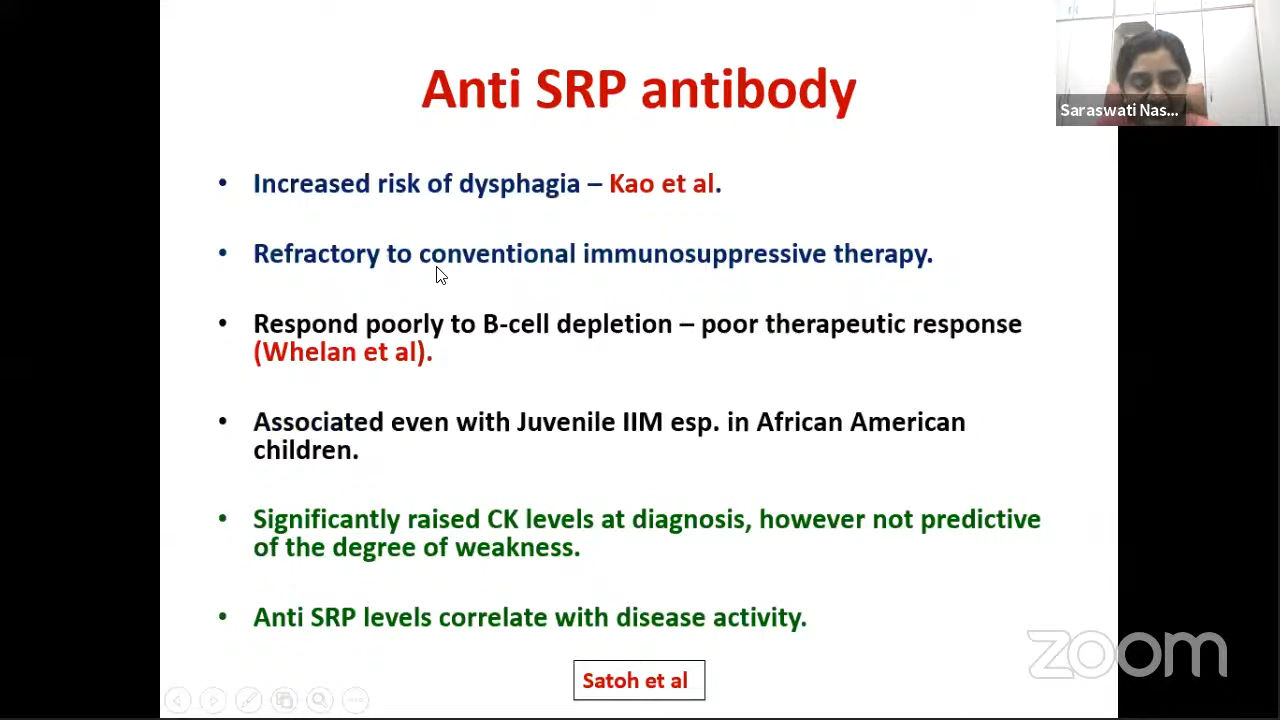 Anti SRP antibody
Saraswati Nas...
• Increased risk of dysphagia – Kao et al.
• Refractory to conventional immunosuppressive therapy.
• Respond poorly to B-cell depletion – poor therapeutic response
(Whelan et al).
• Associated even with Juvenile IIM esp. in African American
children.
• Significantly raised CK levels at diagnosis, however not predictive
of the degree of weakness.
• Anti SRP levels correlate with disease activity.
zoom
Satoh et al